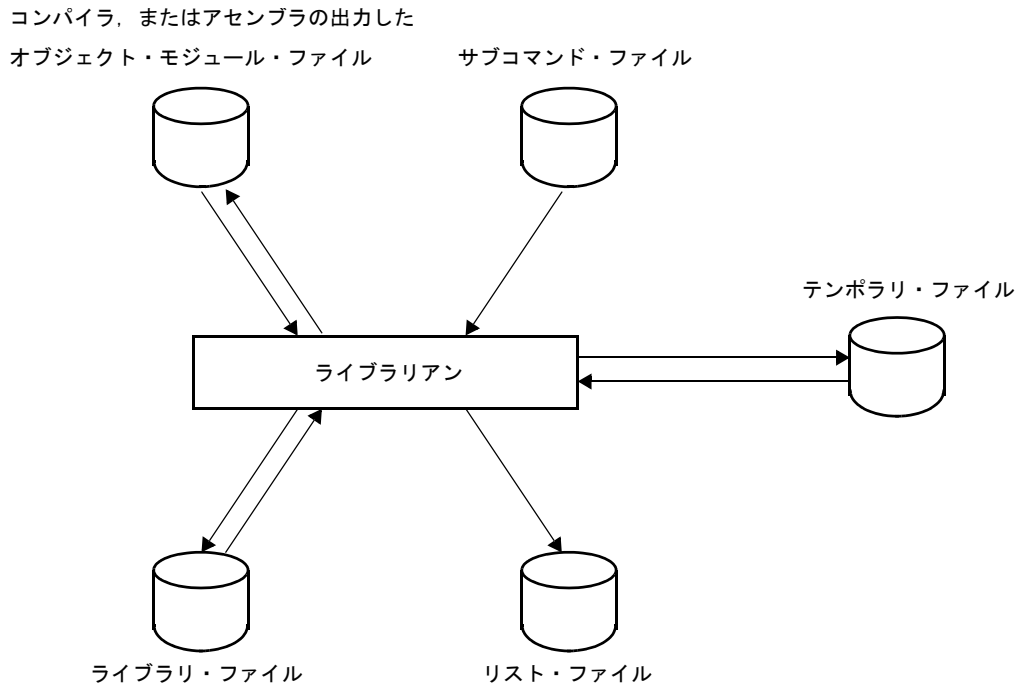 コンパイラ，またはアセンブラの出力した
オブジェクト・モジュール・ファイル
サブコマンド・ファイル
テンポラリ・ファイル
ライブラリアン
ライブラリ・ファイル
リスト・ファイル